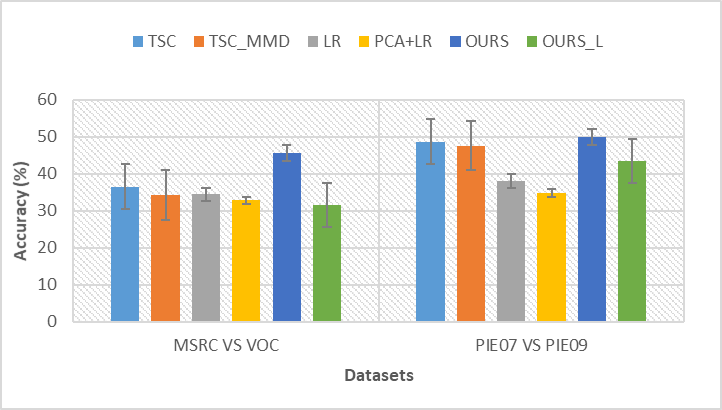 TSC TSC_MMD LR PCA+LR OURS OURS_L
60
50
40
30
20
10
0
Accuracy (%)
MSRC VS VOC PIE07 VS PIE09
Datasets